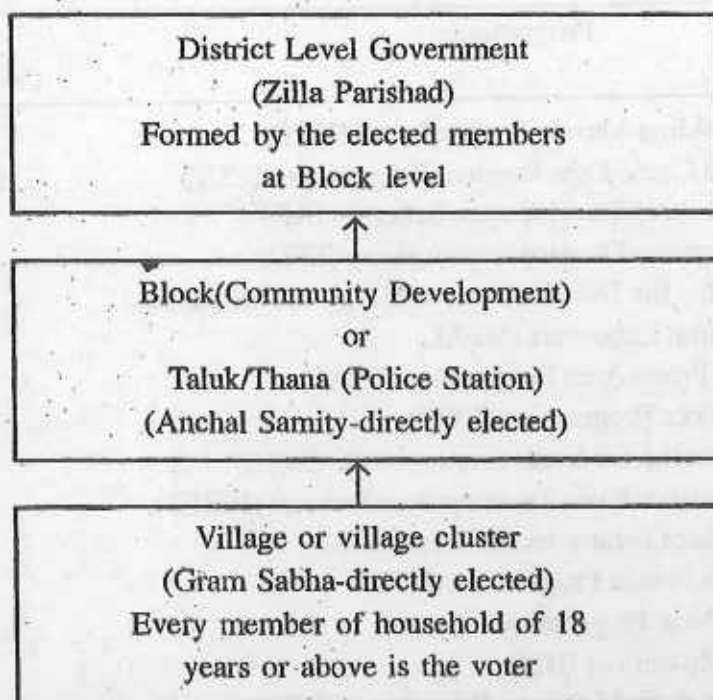 District Level Government
(Zilla Parishad)
Formed by the elected members
at Block level
Block(Community Development)
or
Taluk/Thana (Police Station)
(Anchal Samity-directly elected)
Village or village cluster
(Gram Sabha-directly elected)
Every member of household of 18
years or above is the voter